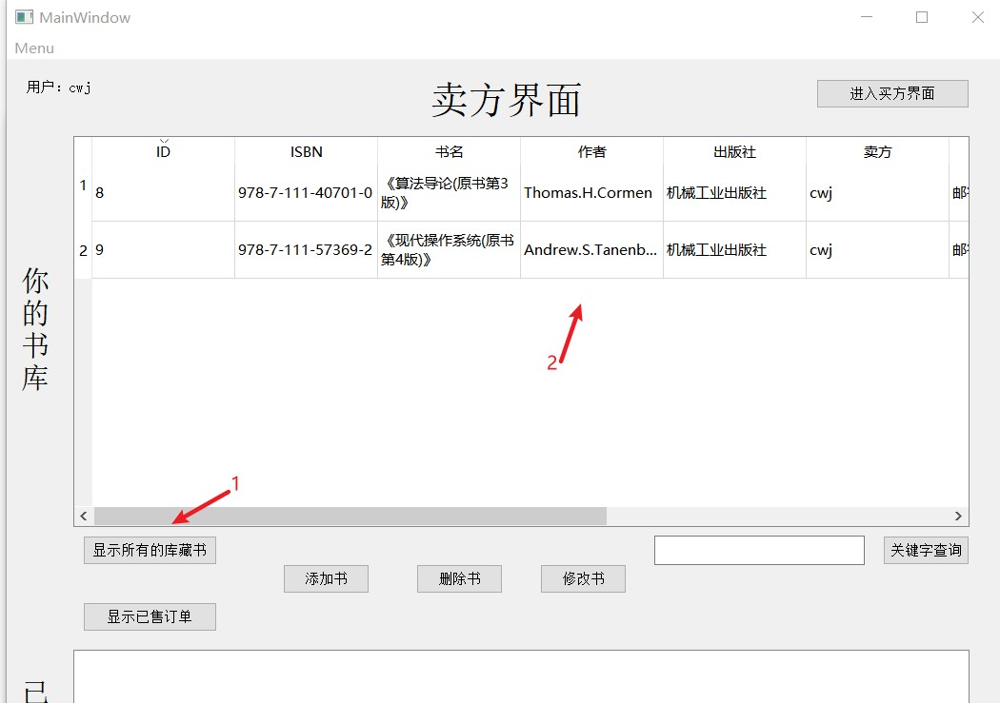 MainWindow
Menu
用户：cwj
卖方界面
进入买方界面
ID ISBN 书名 作者 出版社 卖方
1 8 978-7-111-40701-0 《算法导论(原书第3版)》 Thomas.H.Cormen 机械工业出版社 cwj
2 9 978-7-111-57369-2 《现代操作系统(原书第4版)》 Andrew.S.Tanenb... 机械工业出版社 cwj
你的书库
2
1
显示所有的库藏书
关键字查询
添加书 删除书 修改书
显示已售订单
已